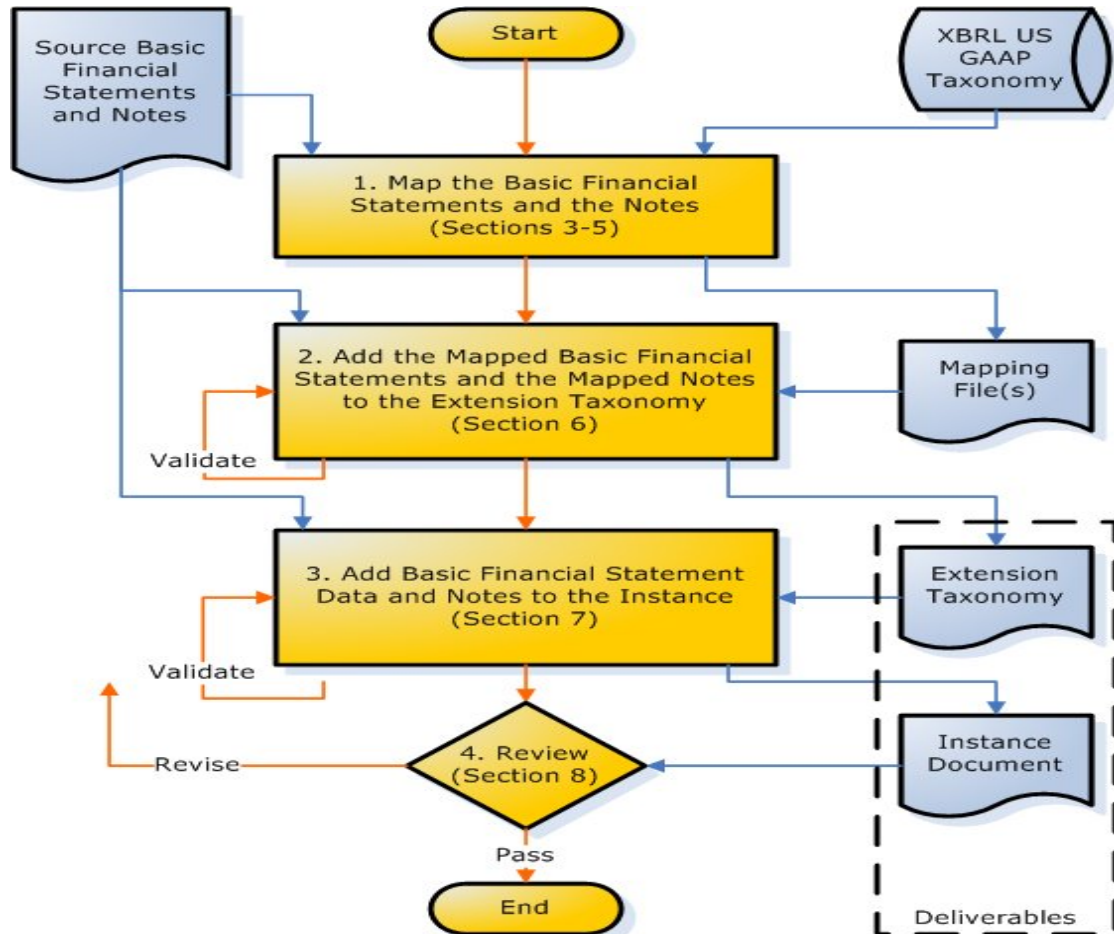 Start
Source Basic
Financial
Statements
and Notes
XBRL US
GAAP
Taxonomy
1. Map the Basic Financial
Statements and the Notes
(Sections 3-5)
2. Add the Mapped Basic Financial
Statements and the Mapped Notes
to the Extension Taxonomy
(Section 6)
Mapping
File(s)
Validate
3. Add Basic Financial Statement
Data and Notes to the Instance
(Section 7)
Extension
Taxonomy
Validate
4. Review
(Section 8)
Revise
Instance
Document
Pass
End
Deliverables